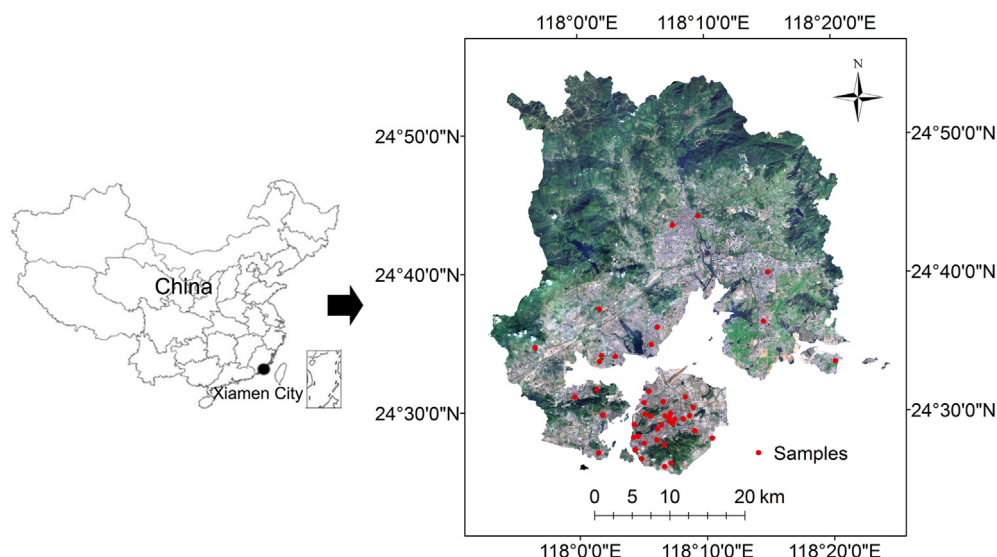 118°0'0"E 118°10'0"E 118°20'0"E
N
24°50'0"N 24°50'0"N
China
24°40'0"N 24°40'0"N
Xiamen City
24°30'0"N 24°30'0"N
Samples
0 5 10 20 km
118°0'0"E 118°10'0"E 118°20'0"E